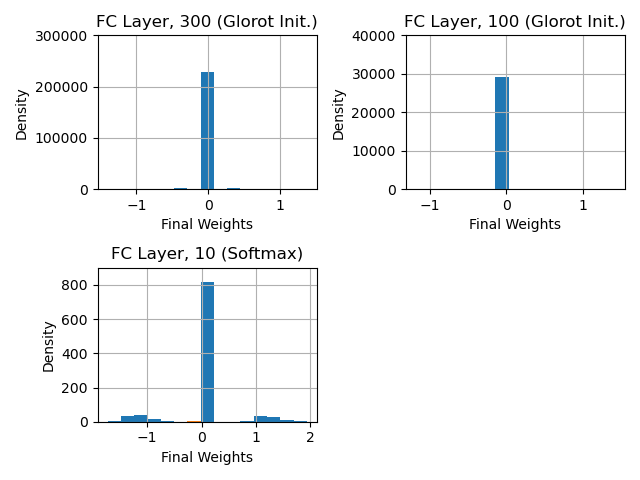 FC Layer, 300 (Glorot Init.)
300000
200000
100000
0
Density
−1 0 1
Final Weights
FC Layer, 100 (Glorot Init.)
40000
30000
20000
10000
0
Density
−1 0 1
Final Weights
FC Layer, 10 (Softmax)
800
600
400
200
0
Density
−1 0 1 2
Final Weights